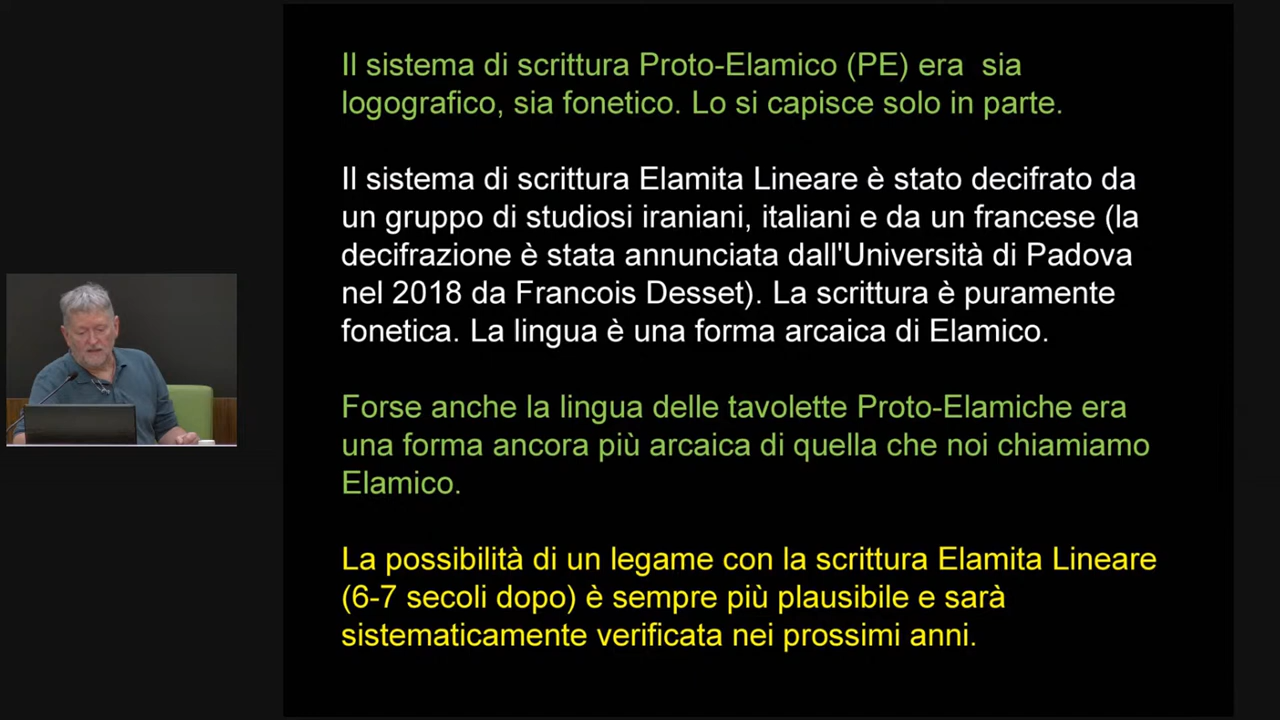 Il sistema di scrittura Proto-Elamico (PE) era sia
logografico, sia fonetico. Lo si capisce solo in parte.
Il sistema di scrittura Elamita Lineare è stato decifrato da
un gruppo di studiosi iraniani, italiani e da un francese (la
decifrazione è stata annunciata dall'Università di Padova
nel 2018 da Francois Desset). La scrittura è puramente
fonetica. La lingua è una forma arcaica di Elamico.
Forse anche la lingua delle tavolette Proto-Elamiche era
una forma ancora più arcaica di quella che noi chiamiamo
Elamico.
La possibilità di un legame con la scrittura Elamita Lineare
(6-7 secoli dopo) è sempre più plausibile e sarà
sistematicamente verificata nei prossimi anni.